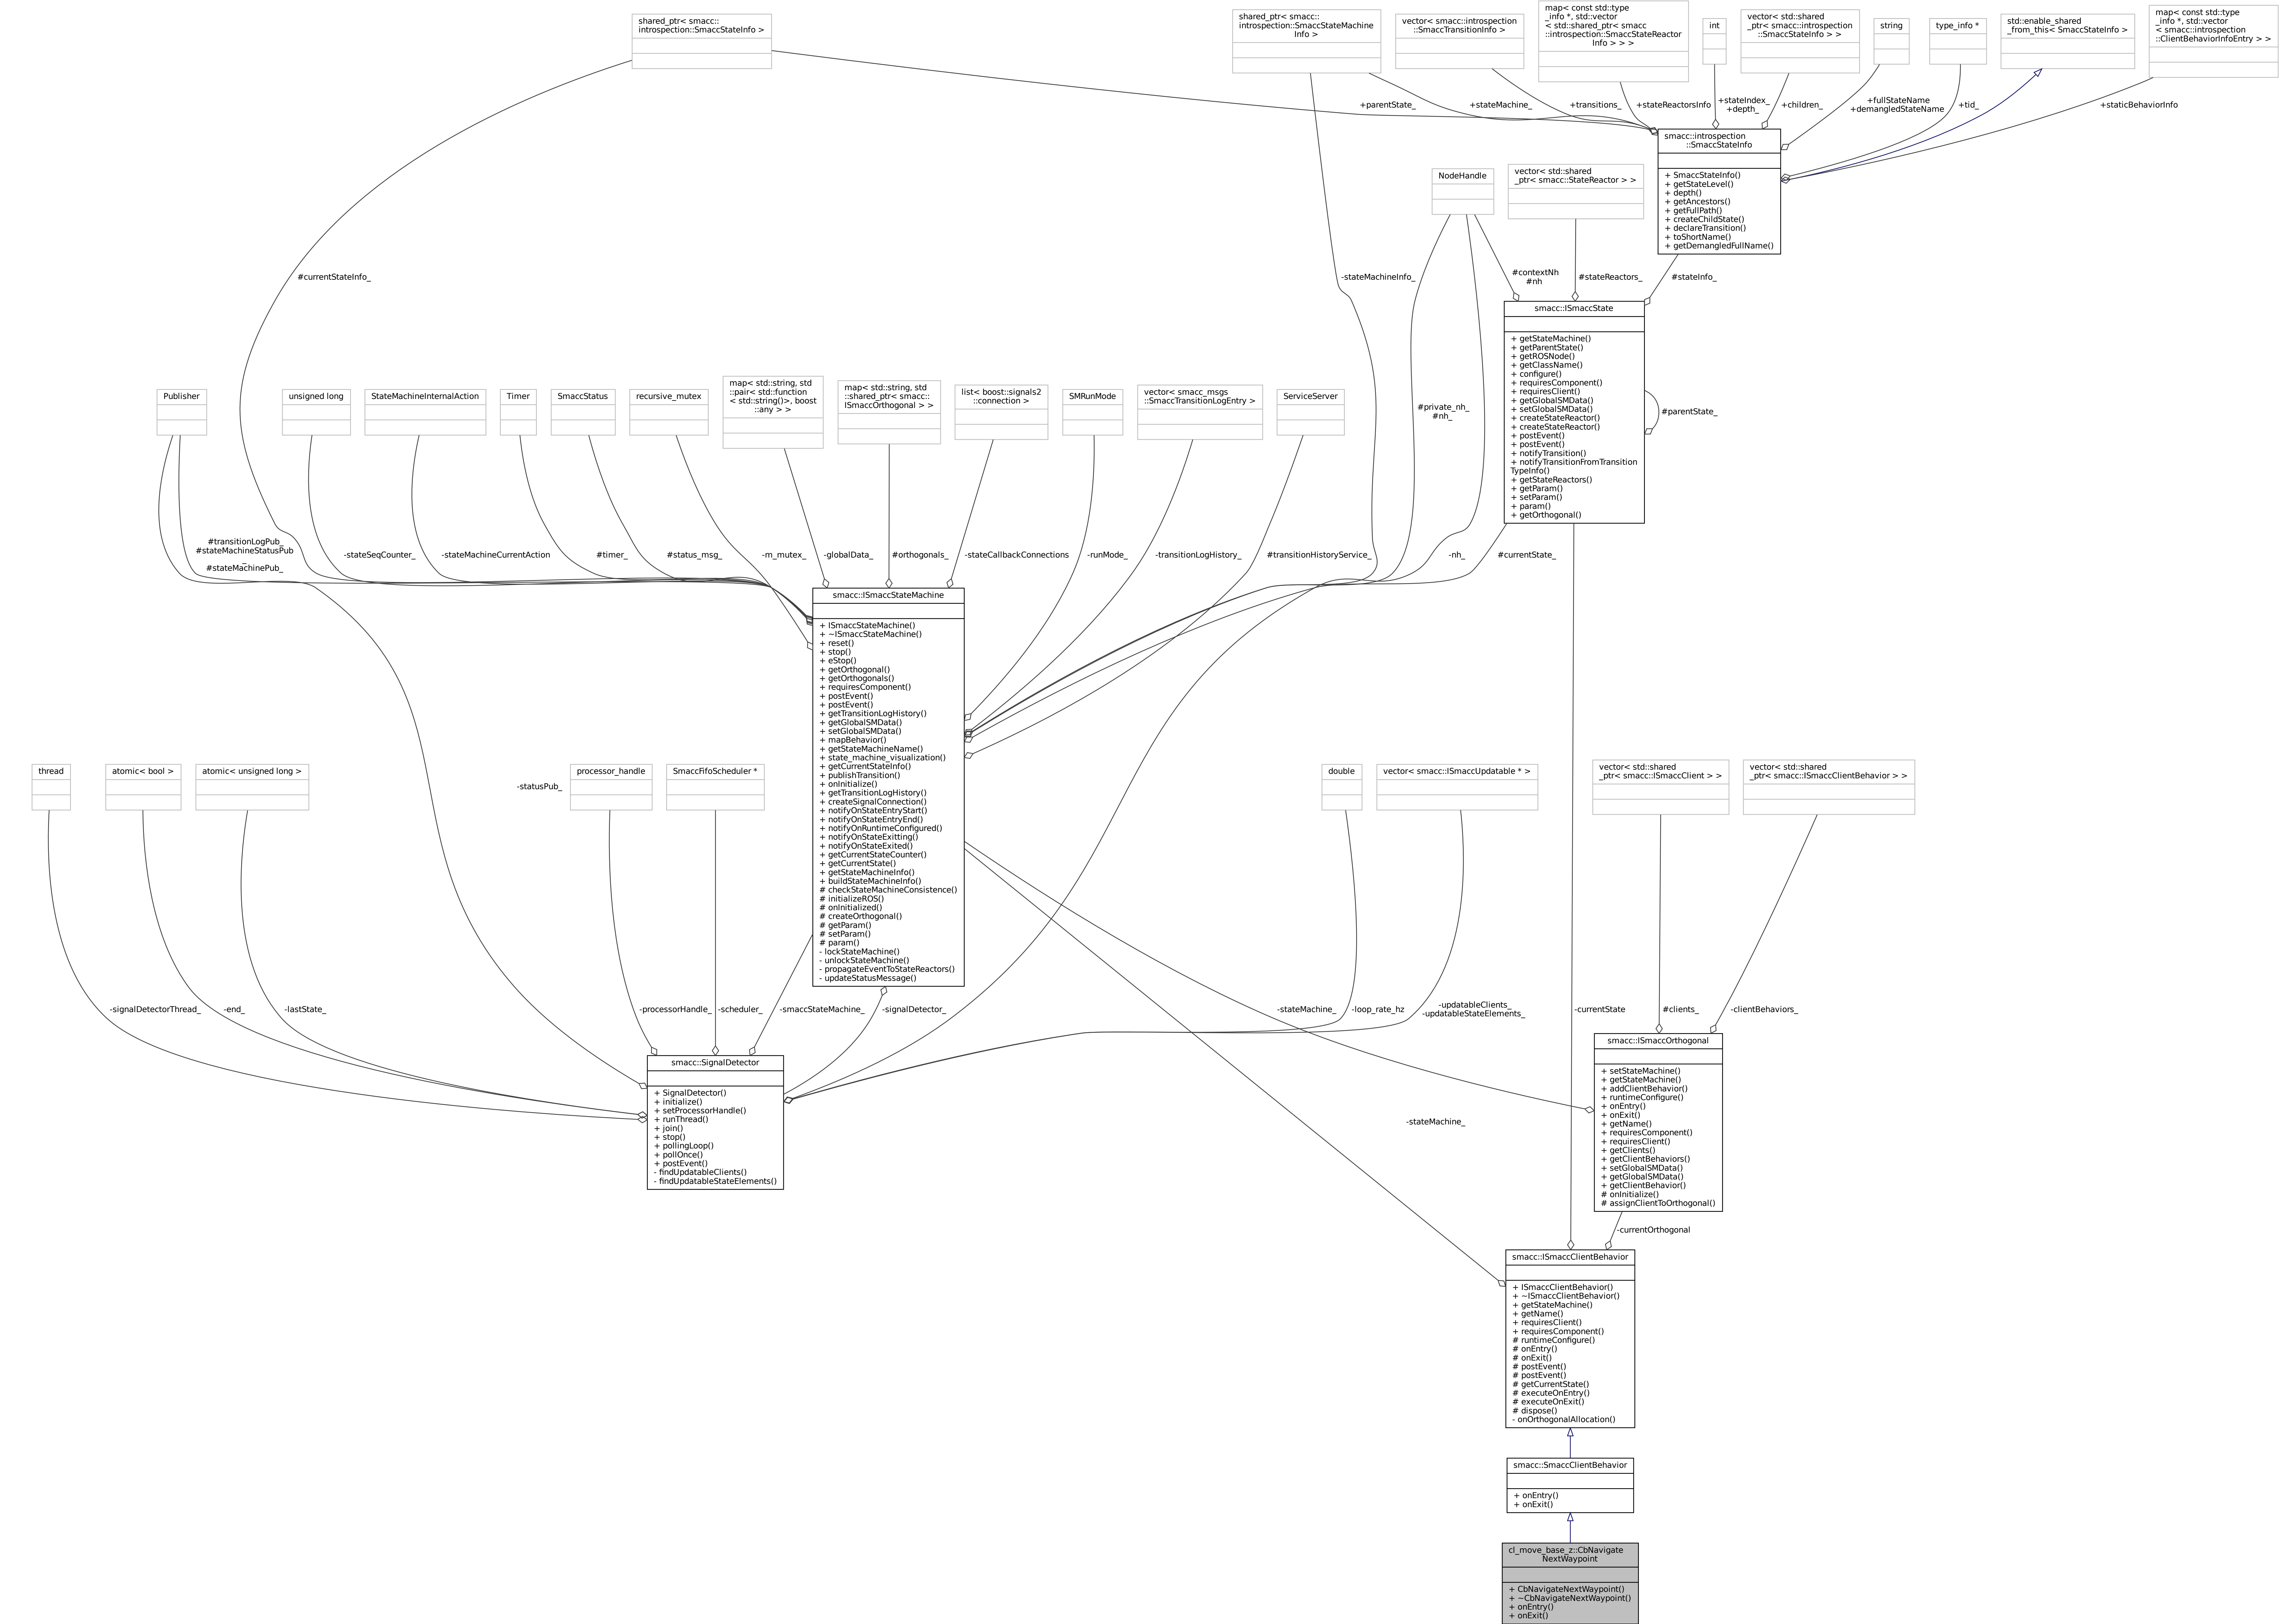 shared_ptr< smacc::
introspection::SmaccStateInfo >
shared_ptr< smacc::
introspection::SmaccStateMachine
Info >
vector< smacc::introspection
::SmaccTransitionInfo >
map< const std::type
_info *, std::vector
< std::shared_ptr< smacc
::introspection::SmaccStateReactor
Info > > >
int
vector< std::shared
_ptr< smacc::introspection
::SmaccStateInfo > >
string
type_info *
std::enable_shared
_from_this< SmaccStateInfo >
map< const std::type
_info *, std::vector
< smacc::introspection
::ClientBehaviorInfoEntry > >
+parentState_
+stateMachine_
+transitions_
+stateReactorsInfo
+stateIndex_
+depth_
+children_
+fullStateName
+demangledStateName
+tid_
+staticBehaviorInfo
smacc::introspection
::SmaccStateInfo
+ SmaccStateInfo()
+ getStateLevel()
+ depth()
+ getAncestors()
+ getFullPath()
+ createChildState()
+ declareTransition()
+ toShortName()
+ getDemangledFullName()
NodeHandle
vector< std::shared
_ptr< smacc::StateReactor > >
#currentStateInfo_
-stateMachineInfo_
#contextNh
#nh
#stateReactors_
#stateInfo_
smacc::ISmaccState
+ getStateMachine()
+ getParentState()
+ getROSNode()
+ getClassName()
+ configure()
+ requiresComponent()
+ requiresClient()
+ getGlobalSMData()
+ setGlobalSMData()
+ createStateReactor()
+ createStateReactor()
+ postEvent()
+ postEvent()
+ notifyTransition()
+ notifyTransitionFromTransition
TypeInfo()
+ getStateReactors()
+ getParam()
+ setParam()
+ param()
+ getOrthogonal()
#parentState_
Publisher
unsigned long
StateMachineInternalAction
Timer
SmaccStatus
recursive_mutex
map< std::string, std
::pair< std::function
< std::string()>, boost
::any > >
map< std::string, std
::shared_ptr< smacc::
ISmaccOrthogonal > >
list< boost::signals2
::connection >
SMRunMode
vector< smacc_msgs
::SmaccTransitionLogEntry >
ServiceServer
#private_nh_
#nh_
#transitionLogPub_
#stateMachineStatusPub
_
#stateMachinePub_
-stateSeqCounter_
-stateMachineCurrentAction
#timer_
#status_msg_
-m_mutex_
-globalData_
#orthogonals_
-stateCallbackConnections
-runMode_
-transitionLogHistory_
#transitionHistoryService_
-nh_
#currentState_
smacc::ISmaccStateMachine
+ ISmaccStateMachine()
+ ~ISmaccStateMachine()
+ reset()
+ stop()
+ eStop()
+ getOrthogonal()
+ getOrthogonals()
+ requiresComponent()
+ postEvent()
+ postEvent()
+ getTransitionLogHistory()
+ getGlobalSMData()
+ setGlobalSMData()
+ mapBehavior()
+ getStateMachineName()
+ state_machine_visualization()
+ getCurrentStateInfo()
+ publishTransition()
+ onInitialize()
+ getTransitionLogHistory()
+ createSignalConnection()
+ notifyOnStateEntryStart()
+ notifyOnStateEntryEnd()
+ notifyOnRuntimeConfigured()
+ notifyOnStateExitting()
+ notifyOnStateExited()
+ getCurrentStateCounter()
+ getCurrentState()
+ getStateMachineInfo()
+ buildStateMachineInfo()
# checkStateMachineConsistence()
# initializeROS()
# onInitialized()
# createOrthogonal()
# getParam()
# setParam()
# param()
- lockStateMachine()
- unlockStateMachine()
- propagateEventToStateReactors()
- updateStatusMessage()
thread
atomic< bool >
atomic< unsigned long >
-statusPub_
processor_handle
SmaccFifoScheduler *
double
vector< smacc::ISmaccUpdatable * >
vector< std::shared
_ptr< smacc::ISmaccClient > >
vector< std::shared
_ptr< smacc::ISmaccClientBehavior > >
-signalDetectorThread_
-end_
-lastState_
-processorHandle_
-scheduler_
-smaccStateMachine_
-signalDetector_
-stateMachine_
-loop_rate_hz
-updatableClients_
-updatableStateElements_
-currentState
#clients_
-clientBehaviors_
smacc::SignalDetector
+ SignalDetector()
+ initialize()
+ setProcessorHandle()
+ runThread()
+ join()
+ stop()
+ pollingLoop()
+ pollOnce()
+ postEvent()
- findUpdatableClients()
- findUpdatableStateElements()
smacc::ISmaccOrthogonal
+ setStateMachine()
+ getStateMachine()
+ addClientBehavior()
+ runtimeConfigure()
+ onEntry()
+ onExit()
+ getName()
+ requiresComponent()
+ requiresClient()
+ getClients()
+ getClientBehaviors()
+ setGlobalSMData()
+ getGlobalSMData()
+ getClientBehavior()
# onInitialize()
# assignClientToOrthogonal()
-stateMachine_
-currentOrthogonal
smacc::ISmaccClientBehavior
+ ISmaccClientBehavior()
+ ~ISmaccClientBehavior()
+ getStateMachine()
+ getName()
+ requiresClient()
+ requiresComponent()
# runtimeConfigure()
# onEntry()
# onExit()
# postEvent()
# postEvent()
# getCurrentState()
# executeOnEntry()
# executeOnExit()
# dispose()
- onOrthogonalAllocation()
smacc::SmaccClientBehavior
+ onEntry()
+ onExit()
cl_move_base_z::CbNavigate
NextWaypoint
+ CbNavigateNextWaypoint()
+ ~CbNavigateNextWaypoint()
+ onEntry()
+ onExit()